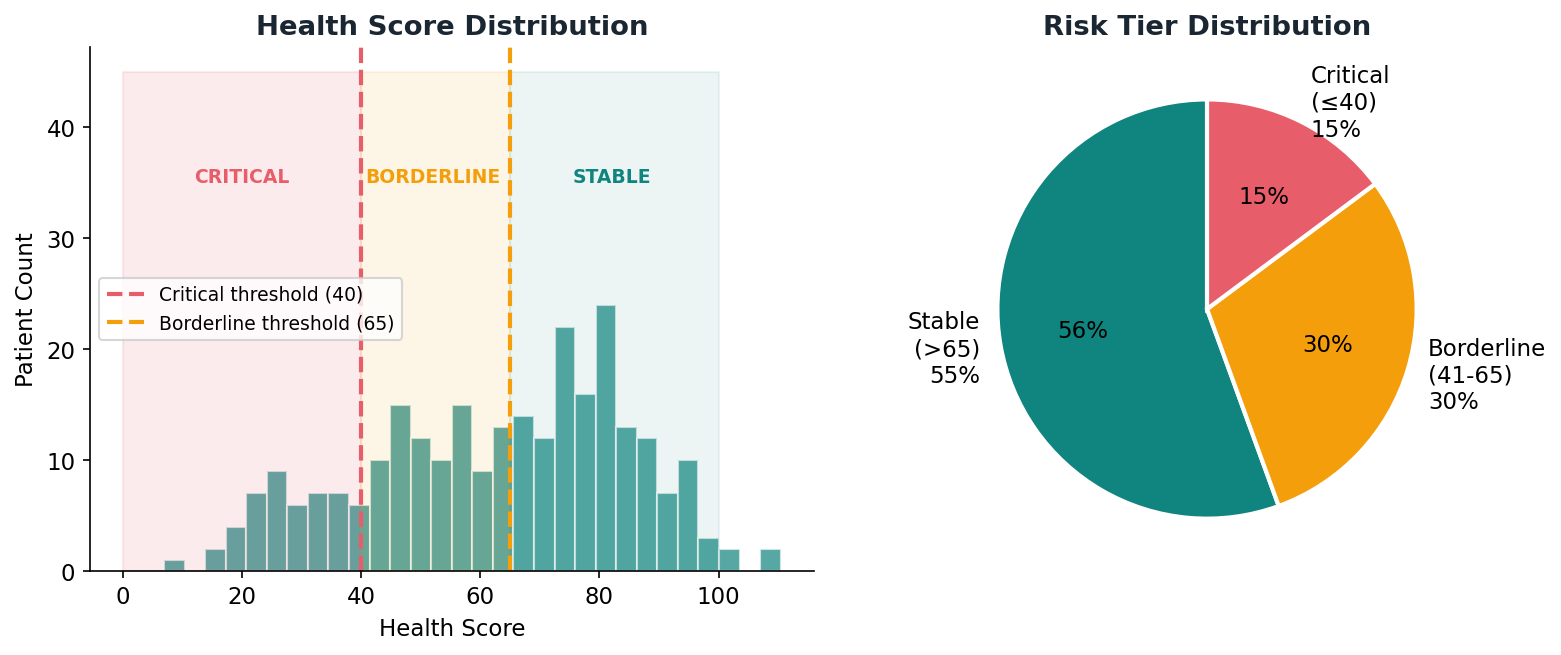 Health Score Distribution
CRITICAL
BORDERLINE
STABLE
Critical threshold (40)
Borderline threshold (65)
Patient Count
40
30
20
10
0
0
20
40
60
80
100
Health Score
Risk Tier Distribution
Critical
(≤40)
15%
15%
Stable
(>65)
55%
56%
30%
Borderline
(41-65)
30%